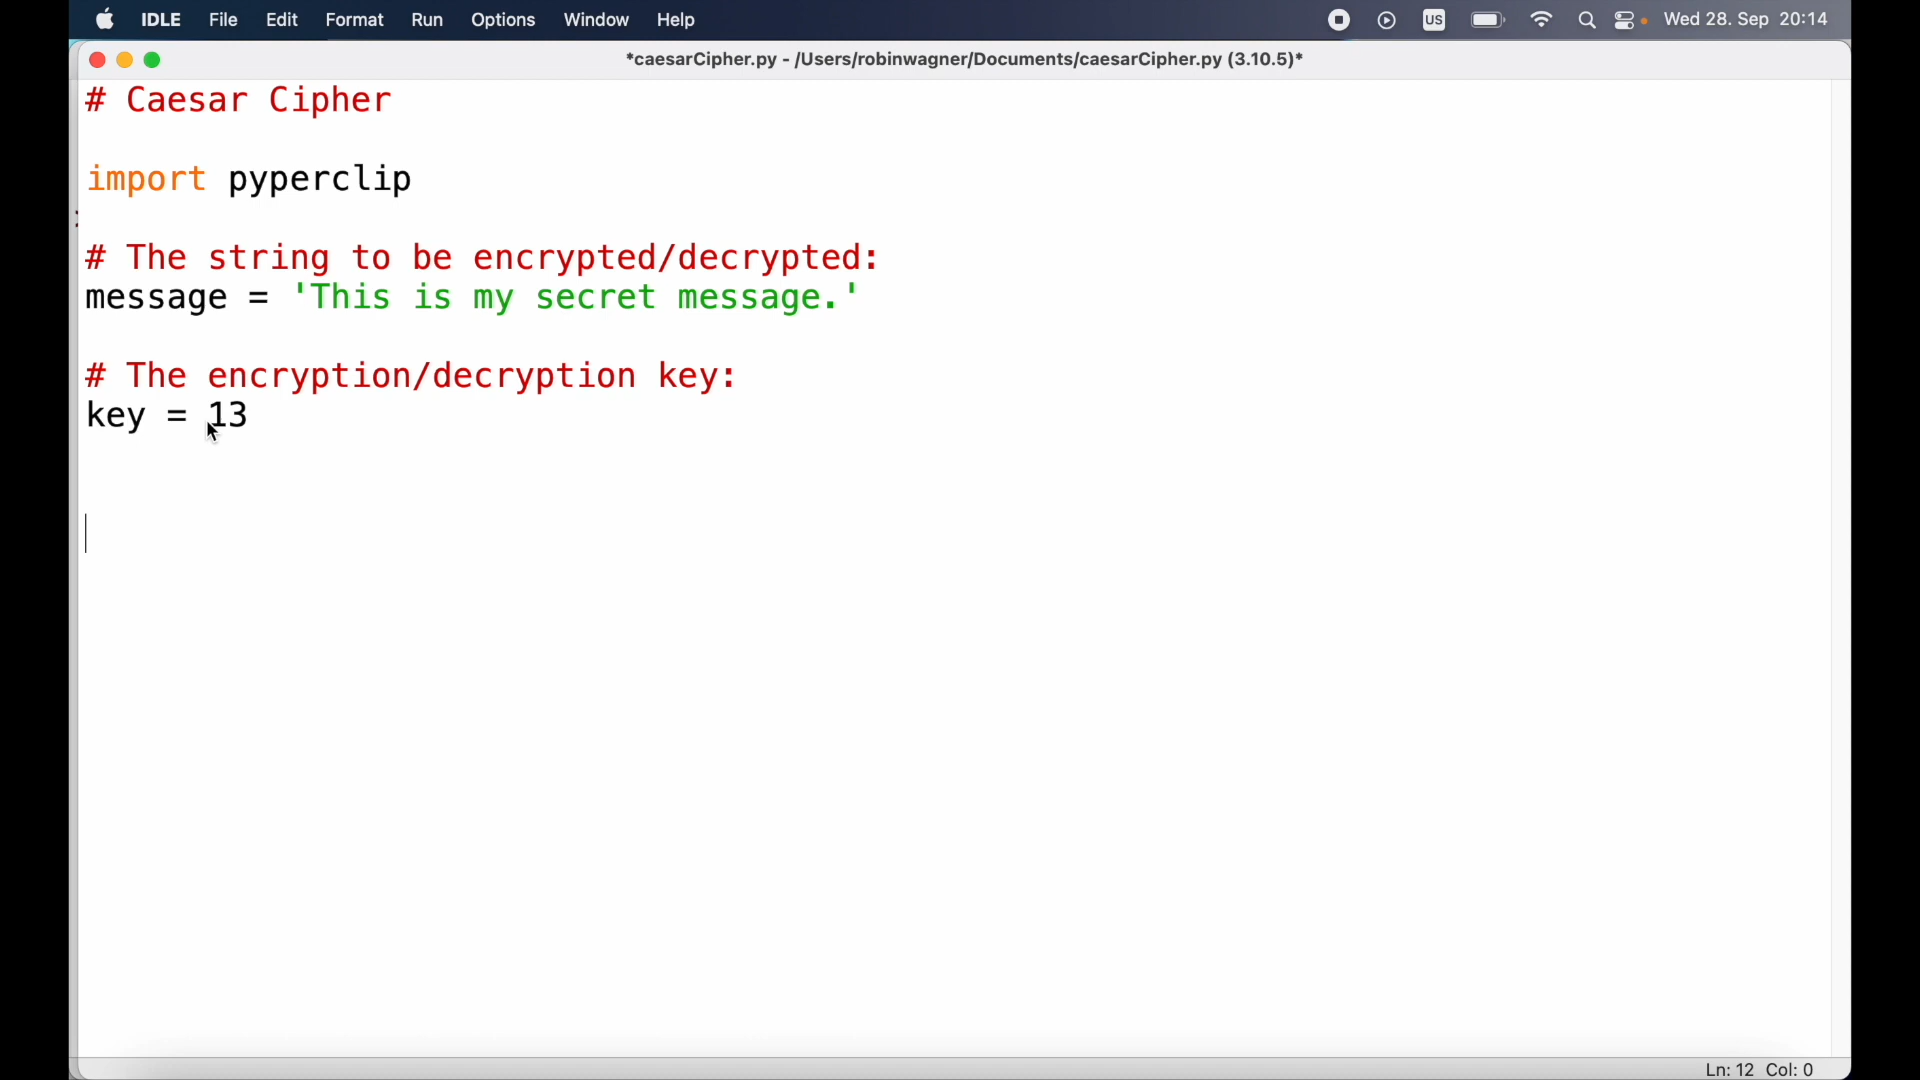 IDLE File Edit Format Run Options Window Help US Wed 28. Sep 20:14
*caesarCipher.py - /Users/robinwagner/Documents/caesarCipher.py (3.10.5)*
# Caesar Cipher
import pyperclip
# The string to be encrypted/decrypted:
message = 'This is my secret message.'
# The encryption/decryption key:
key = 13
Ln: 12 Col: 0